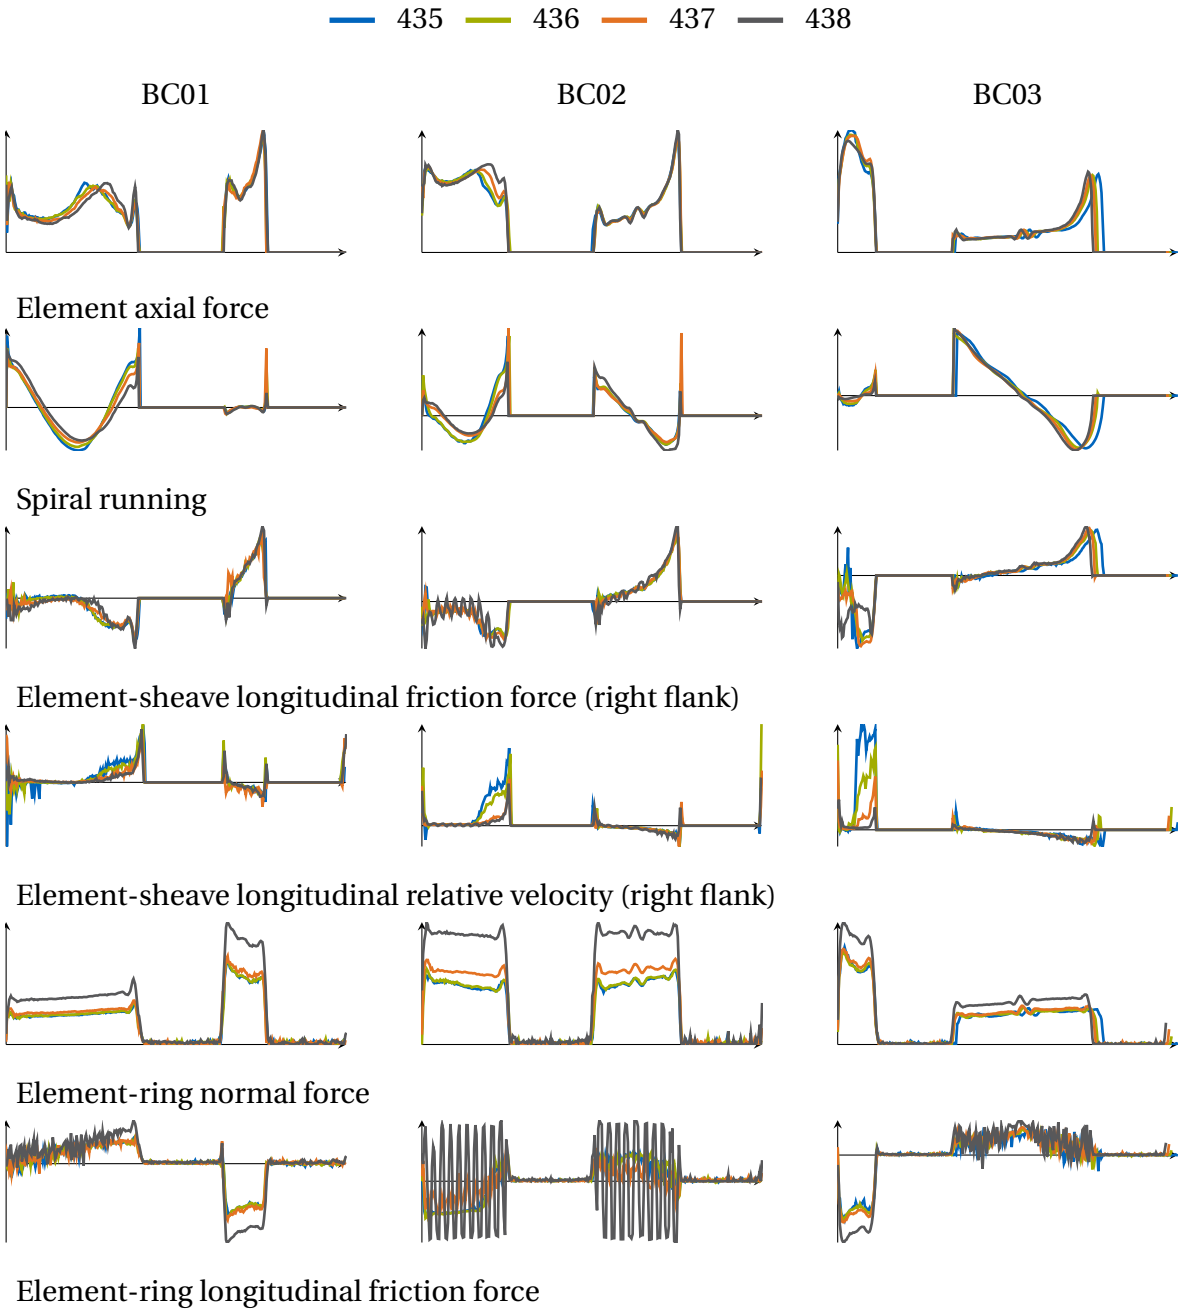 435 436 437 438
BC01 BC02 BC03
Element axial force
Spiral running
Element-sheave longitudinal friction force (right flank)
Element-sheave longitudinal relative velocity (right flank)
Element-ring normal force
Element-ring longitudinal friction force